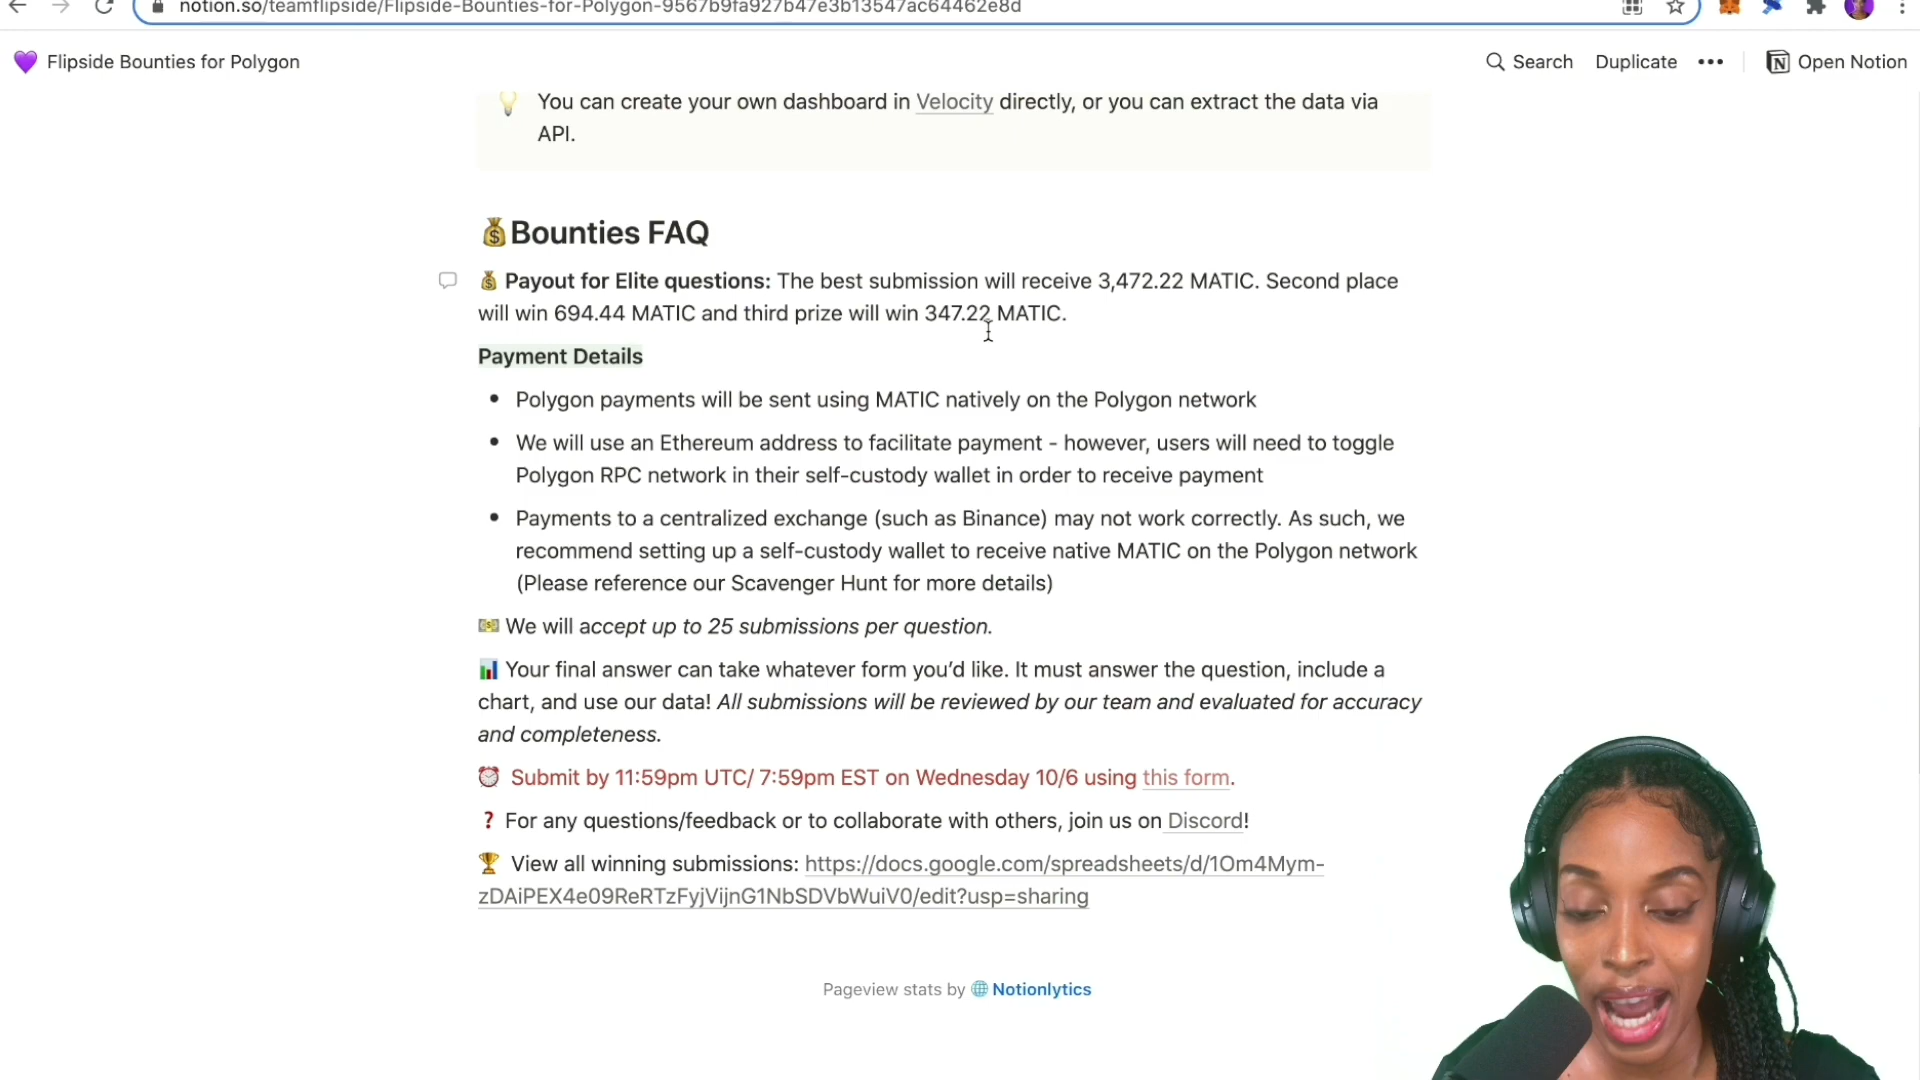 notion.so/teamflipside/Flipside-Bounties-for-Polygon-9567b9fa927b47e3b13547ac64462e8d
Flipside Bounties for Polygon
Search Duplicate ••• Open Notion
You can create your own dashboard in Velocity directly, or you can extract the data via
API.
💰Bounties FAQ
💰 Payout for Elite questions: The best submission will receive 3,472.22 MATIC. Second place
will win 694.44 MATIC and third prize will win 347.22 MATIC.
Payment Details
• Polygon payments will be sent using MATIC natively on the Polygon network
• We will use an Ethereum address to facilitate payment - however, users will need to toggle
Polygon RPC network in their self-custody wallet in order to receive payment
• Payments to a centralized exchange (such as Binance) may not work correctly. As such, we
recommend setting up a self-custody wallet to receive native MATIC on the Polygon network
(Please reference our Scavenger Hunt for more details)
💵 We will accept up to 25 submissions per question.
📊 Your final answer can take whatever form you’d like. It must answer the question, include a
chart, and use our data! All submissions will be reviewed by our team and evaluated for accuracy
and completeness.
⏰ Submit by 11:59pm UTC/ 7:59pm EST on Wednesday 10/6 using this form.
❓ For any questions/feedback or to collaborate with others, join us on Discord!
🏆 View all winning submissions: https://docs.google.com/spreadsheets/d/1Om4Mym-
zDAiPEX4e09ReRTzFyjVijnG1NbSDVbWuiV0/edit?usp=sharing
Pageview stats by 🌐 Notionlytics